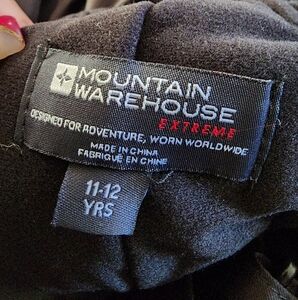 MOUNTAIN
WAREHOUSE
EXTREME
DESIGNED FOR ADVENTURE, WORN WORLDWIDE
MADE IN CHINA
FABRIQUÉ EN CHINE
11-12
YRS